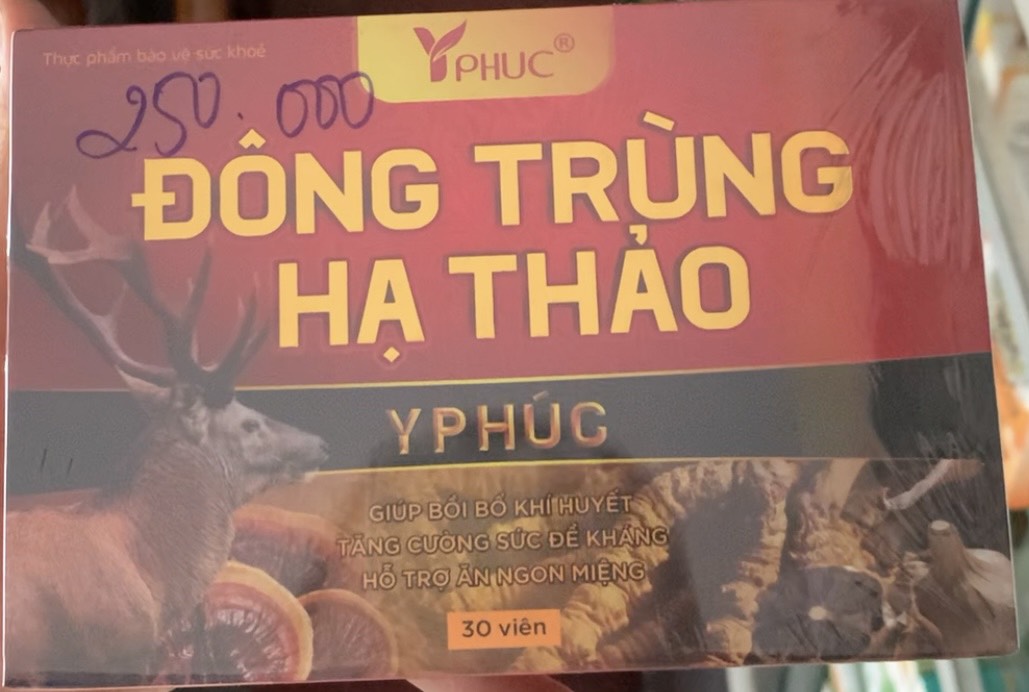 Thực phẩm bảo vệ sức khoẻ
YPHUC®
250.000
ĐÔNG TRÙNG
HẠ THẢO
Y PHÚC
GIÚP BỒI BỔ KHÍ HUYẾT
TĂNG CƯỜNG SỨC ĐỀ KHÁNG
HỖ TRỢ ĂN NGON MIỆNG
30 viên